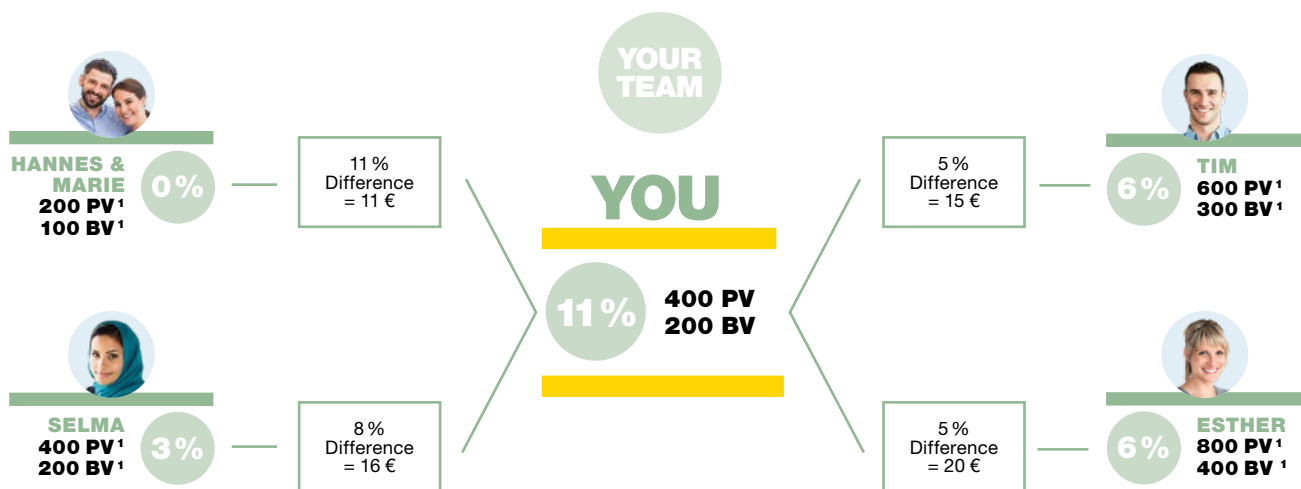 YOUR
TEAM
HANNES &
MARIE
200 PV¹
100 BV¹
0 %
11 %
Difference
= 11 €
YOU
11 %
400 PV
200 BV
5 %
Difference
= 15 €
6 %
TIM
600 PV¹
300 BV¹
SELMA
400 PV¹
200 BV¹
3 %
8 %
Difference
= 16 €
5 %
Difference
= 20 €
6 %
ESTHER
800 PV¹
400 BV ¹